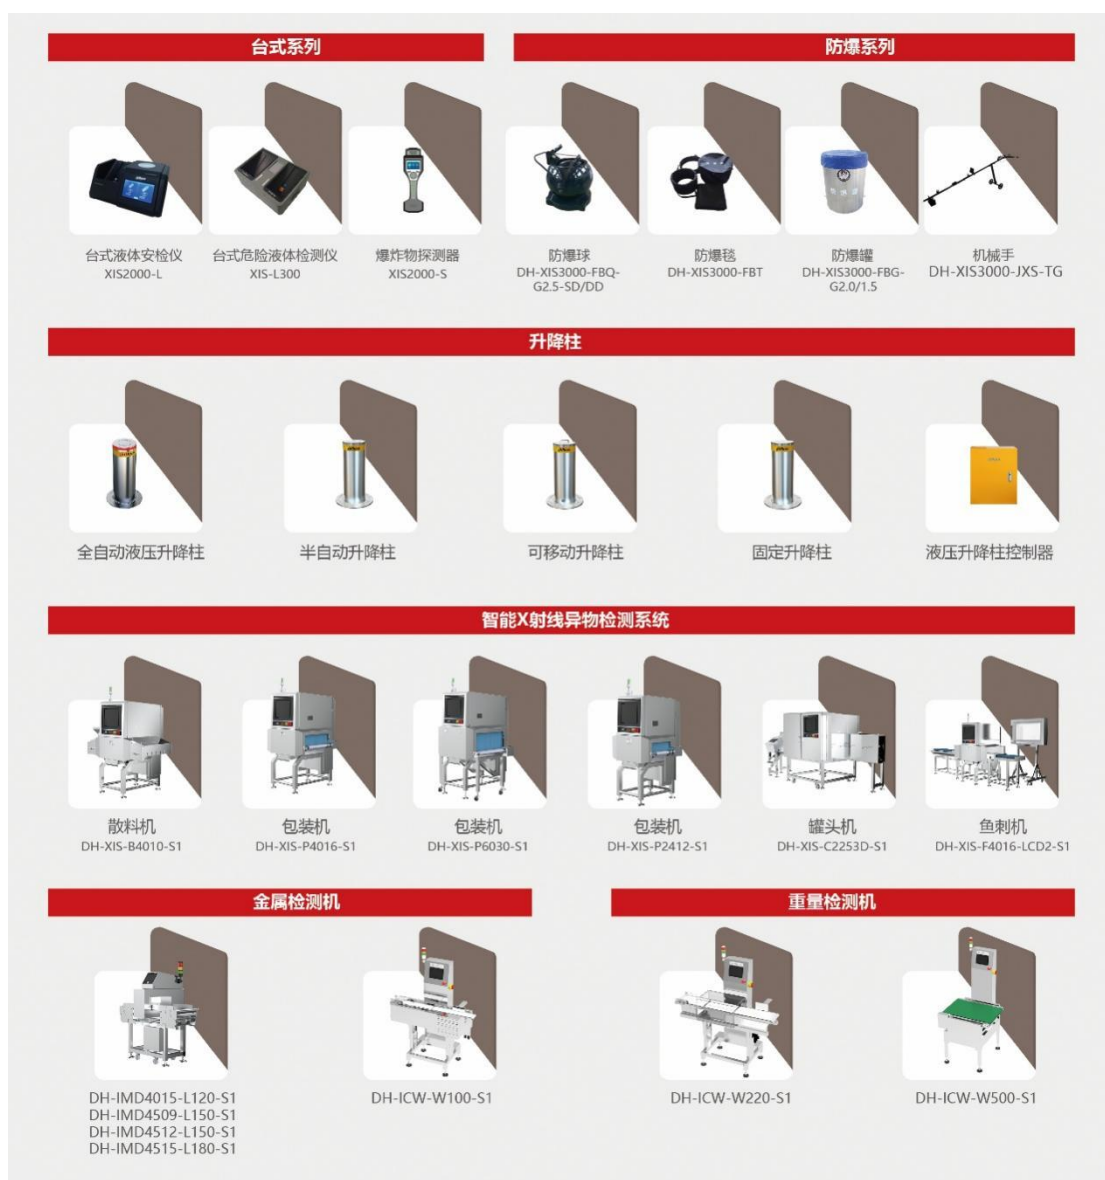 台式系列
防爆系列
台式液体安检仪
XIS2000-L
台式危险液体检测仪
XIS-L300
爆炸物探测器
XIS2000-S
防爆球
DH-XIS3000-FBQ-
G2.5-SD/DD
防爆毯
DH-XIS3000-FBT
防爆罐
DH-XIS3000-FBG-
G2.0/1.5
机械手
DH-XIS3000-JXS-TG
升降柱
全自动液压升降柱
半自动升降柱
可移动升降柱
固定升降柱
液压升降柱控制器
智能X射线异物检测系统
散料机
DH-XIS-B4010-S1
包装机
DH-XIS-P4016-S1
包装机
DH-XIS-P6030-S1
包装机
DH-XIS-P2412-S1
罐头机
DH-XIS-C2253D-S1
鱼刺机
DH-XIS-F4016-LCD2-S1
金属检测机
重量检测机
DH-IMD4015-L120-S1
DH-IMD4509-L150-S1
DH-IMD4512-L150-S1
DH-IMD4515-L180-S1
DH-ICW-W100-S1
DH-ICW-W220-S1
DH-ICW-W500-S1